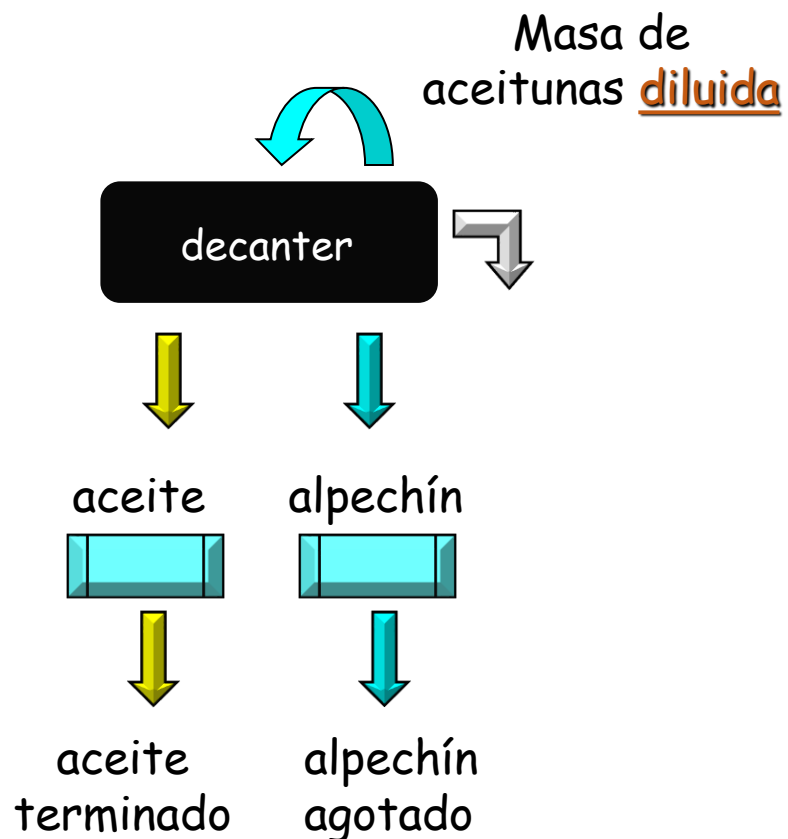 Masa de
aceitunas diluida
decanter
aceite alpechín
aceite alpechín
terminado agotado